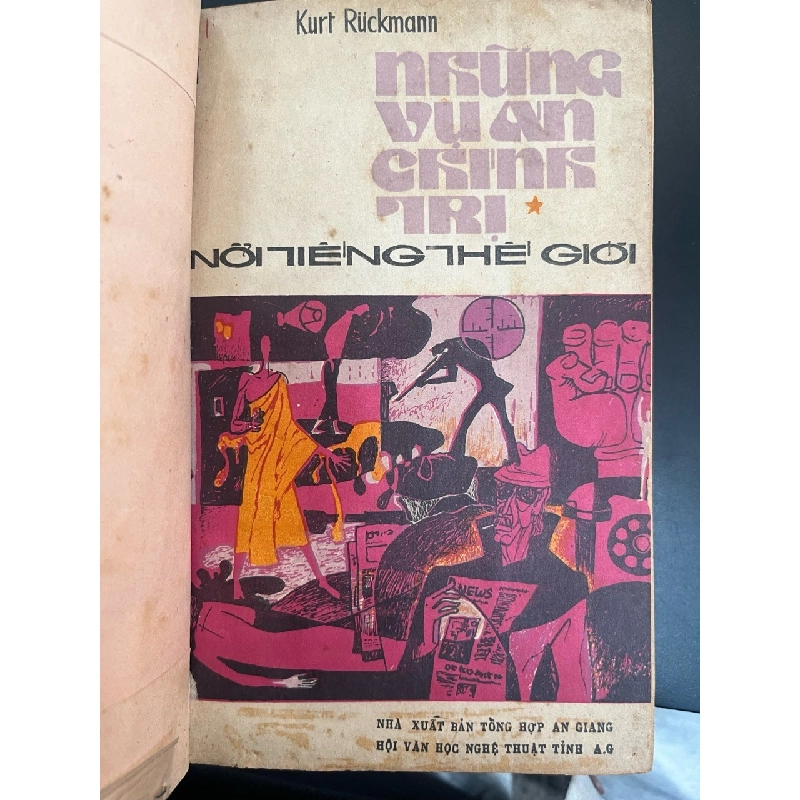 Kurt Rückmann
NHỮNG
VỤ ÁN
CHÍNH
TRỊ
NỔI TIẾNG THẾ GIỚI
NEWS
NHÀ XUẤT BẢN TỔNG HỢP AN GIANG
HỘI VĂN HỌC NGHỆ THUẬT TỈNH A.G